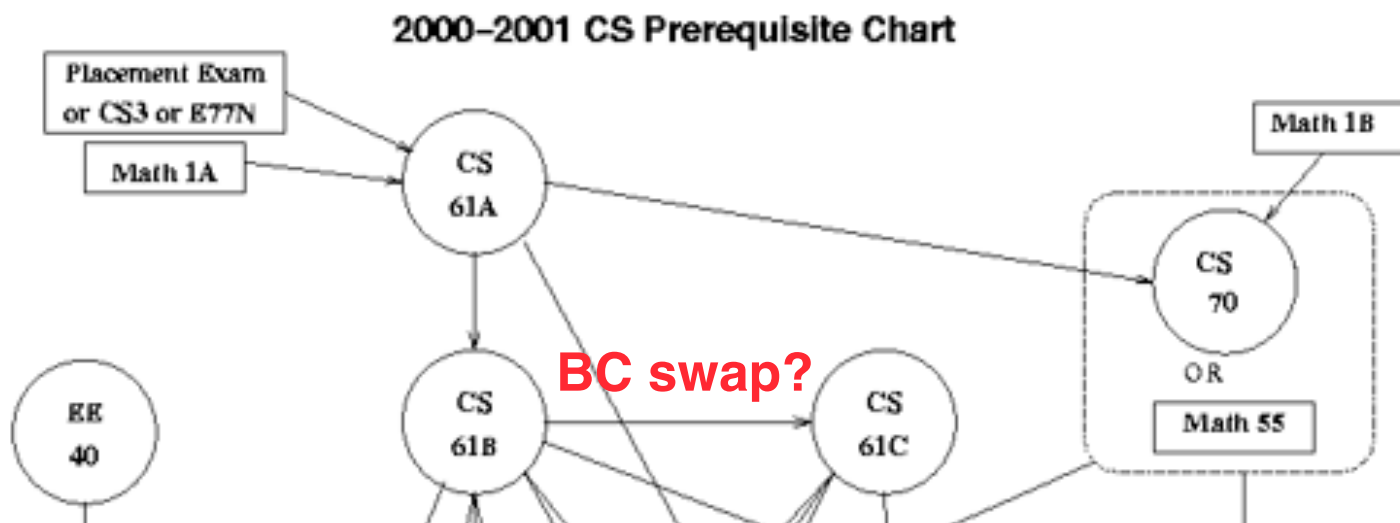 2000–2001 CS Prerequisite Chart
Placement Exam
or CS3 or E77N
Math 1A
CS
61A
Math 1B
CS
70
OR
Math 55
BC swap?
EE
40
CS
61B
CS
61C